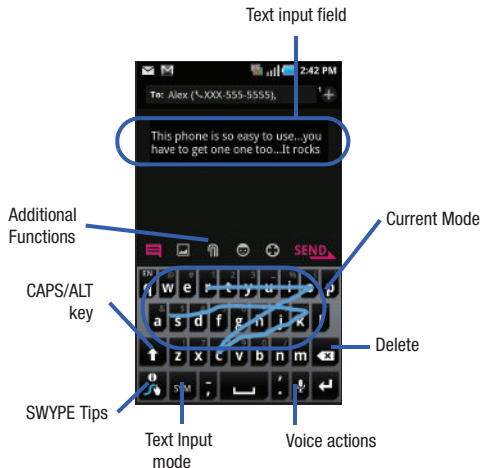 Text input field
2:42 PM
To: Alex (XXX-555-5555),
1+
This phone is so easy to use...you
have to get one one too...It rocks
Additional
Functions
SEND
Current Mode
EN
q w e r t y u i o p
CAPS/ALT
key
a s d f g h j k l
z x c v b n m
Delete
SWYPE Tips
SYM
Text Input
mode
Voice actions